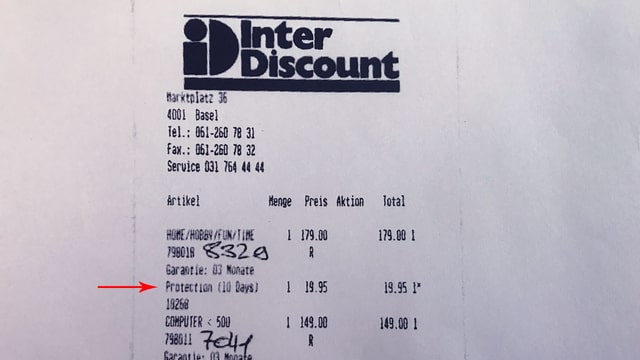 iD Inter
Discount
Marktplatz 36
4001 Basel
Tel.: 061-260 78 31
Fax.: 061-260 78 32
Service 031 764 44 44
Artikel Menge Preis Aktion Total
HOME/HOBBY/FUN/TIME 1 179.00 179.00 1
798018 8320 R
Garantie: 03 Monate
Protection (10 Days) 1 19.95 19.95 1*
10268
COMPUTER < 500 1 149.00 149.00 1
798011 7041 R
Garantie: 03 Monate